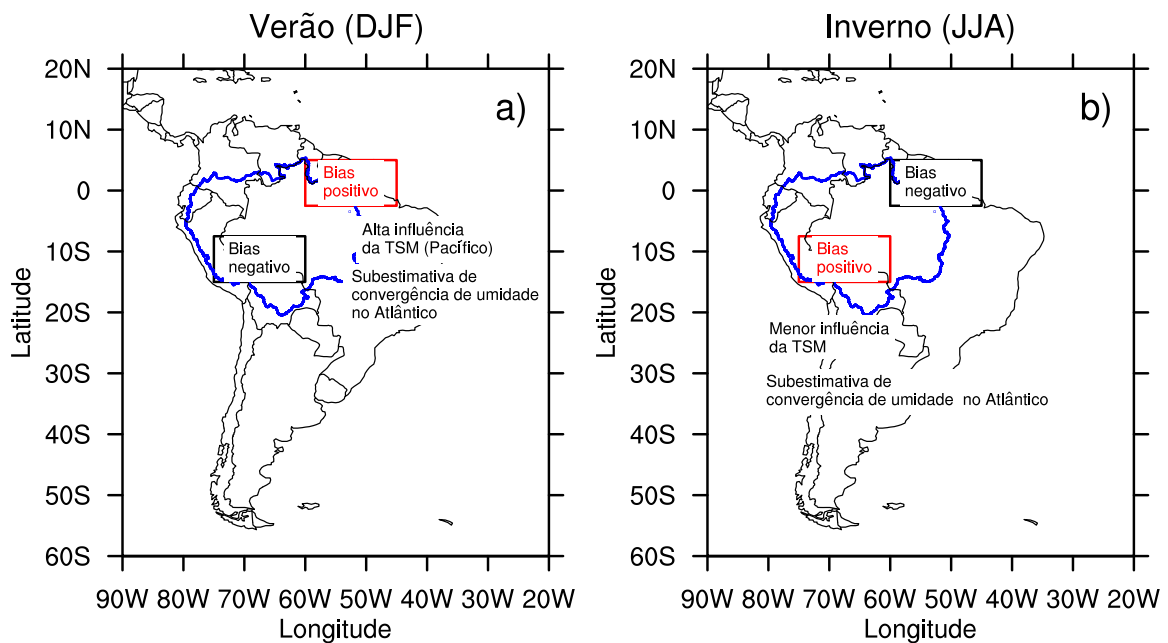 Verão (DJF)
a)
20N
10N
0
10S
20S
30S
40S
50S
60S
Latitude
Bias
positivo
Bias
negativo
Alta influência
da TSM (Pacífico)
Subestimativa de
convergência de umidade
no Atlântico
90W 80W 70W 60W 50W 40W 30W 20W
Longitude
Inverno (JJA)
b)
20N
10N
0
10S
20S
30S
40S
50S
60S
Latitude
Bias
negativo
Bias
positivo
Menor influência
da TSM
Subestimativa de
convergência de umidade no Atlântico
90W 80W 70W 60W 50W 40W 30W 20W
Longitude